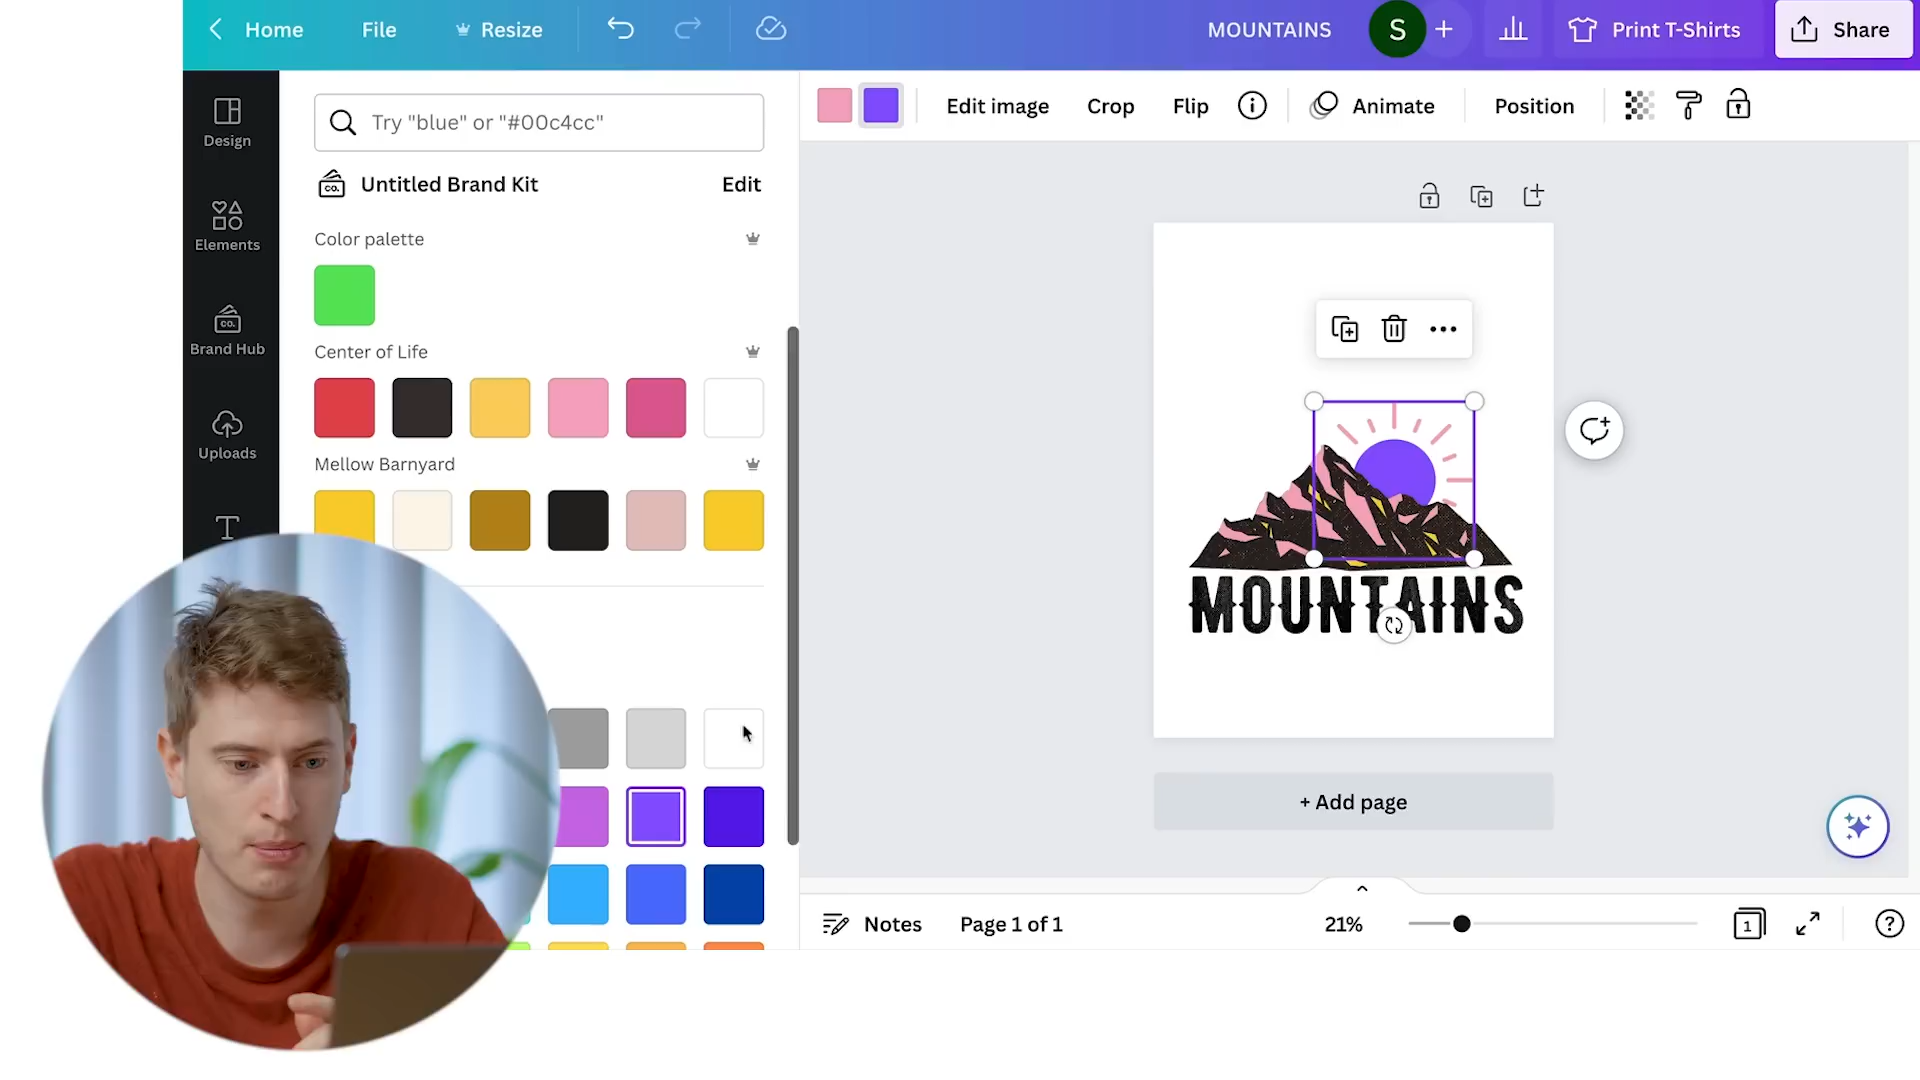 Home File Resize MOUNTAINS S + Print T-Shirts Share
Design
Elements
Brand Hub
CO.
Uploads
T
Try "blue" or "#00c4cc"
CO. Untitled Brand Kit Edit
Color palette
Center of Life
Mellow Barnyard
Edit image Crop Flip Animate Position
MOUNTAINS
+ Add page
Notes Page 1 of 1 21% 1 ?